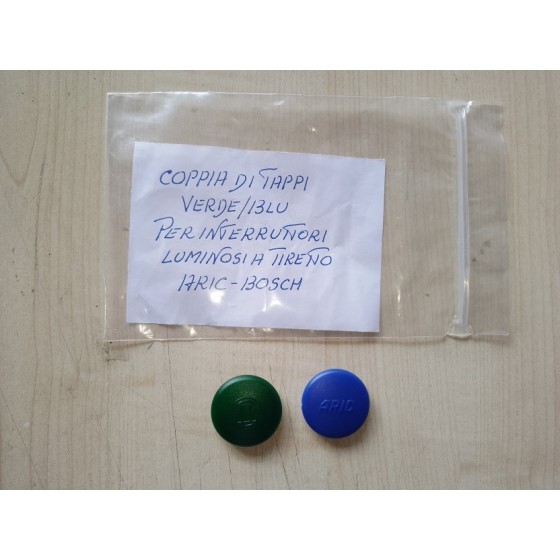 COPPIA DI TAPPI
VERDE/BLU
PER INTERRUTTORI
LUMINOSI A TIRETTO
ARIC-BOSCH
ARIC